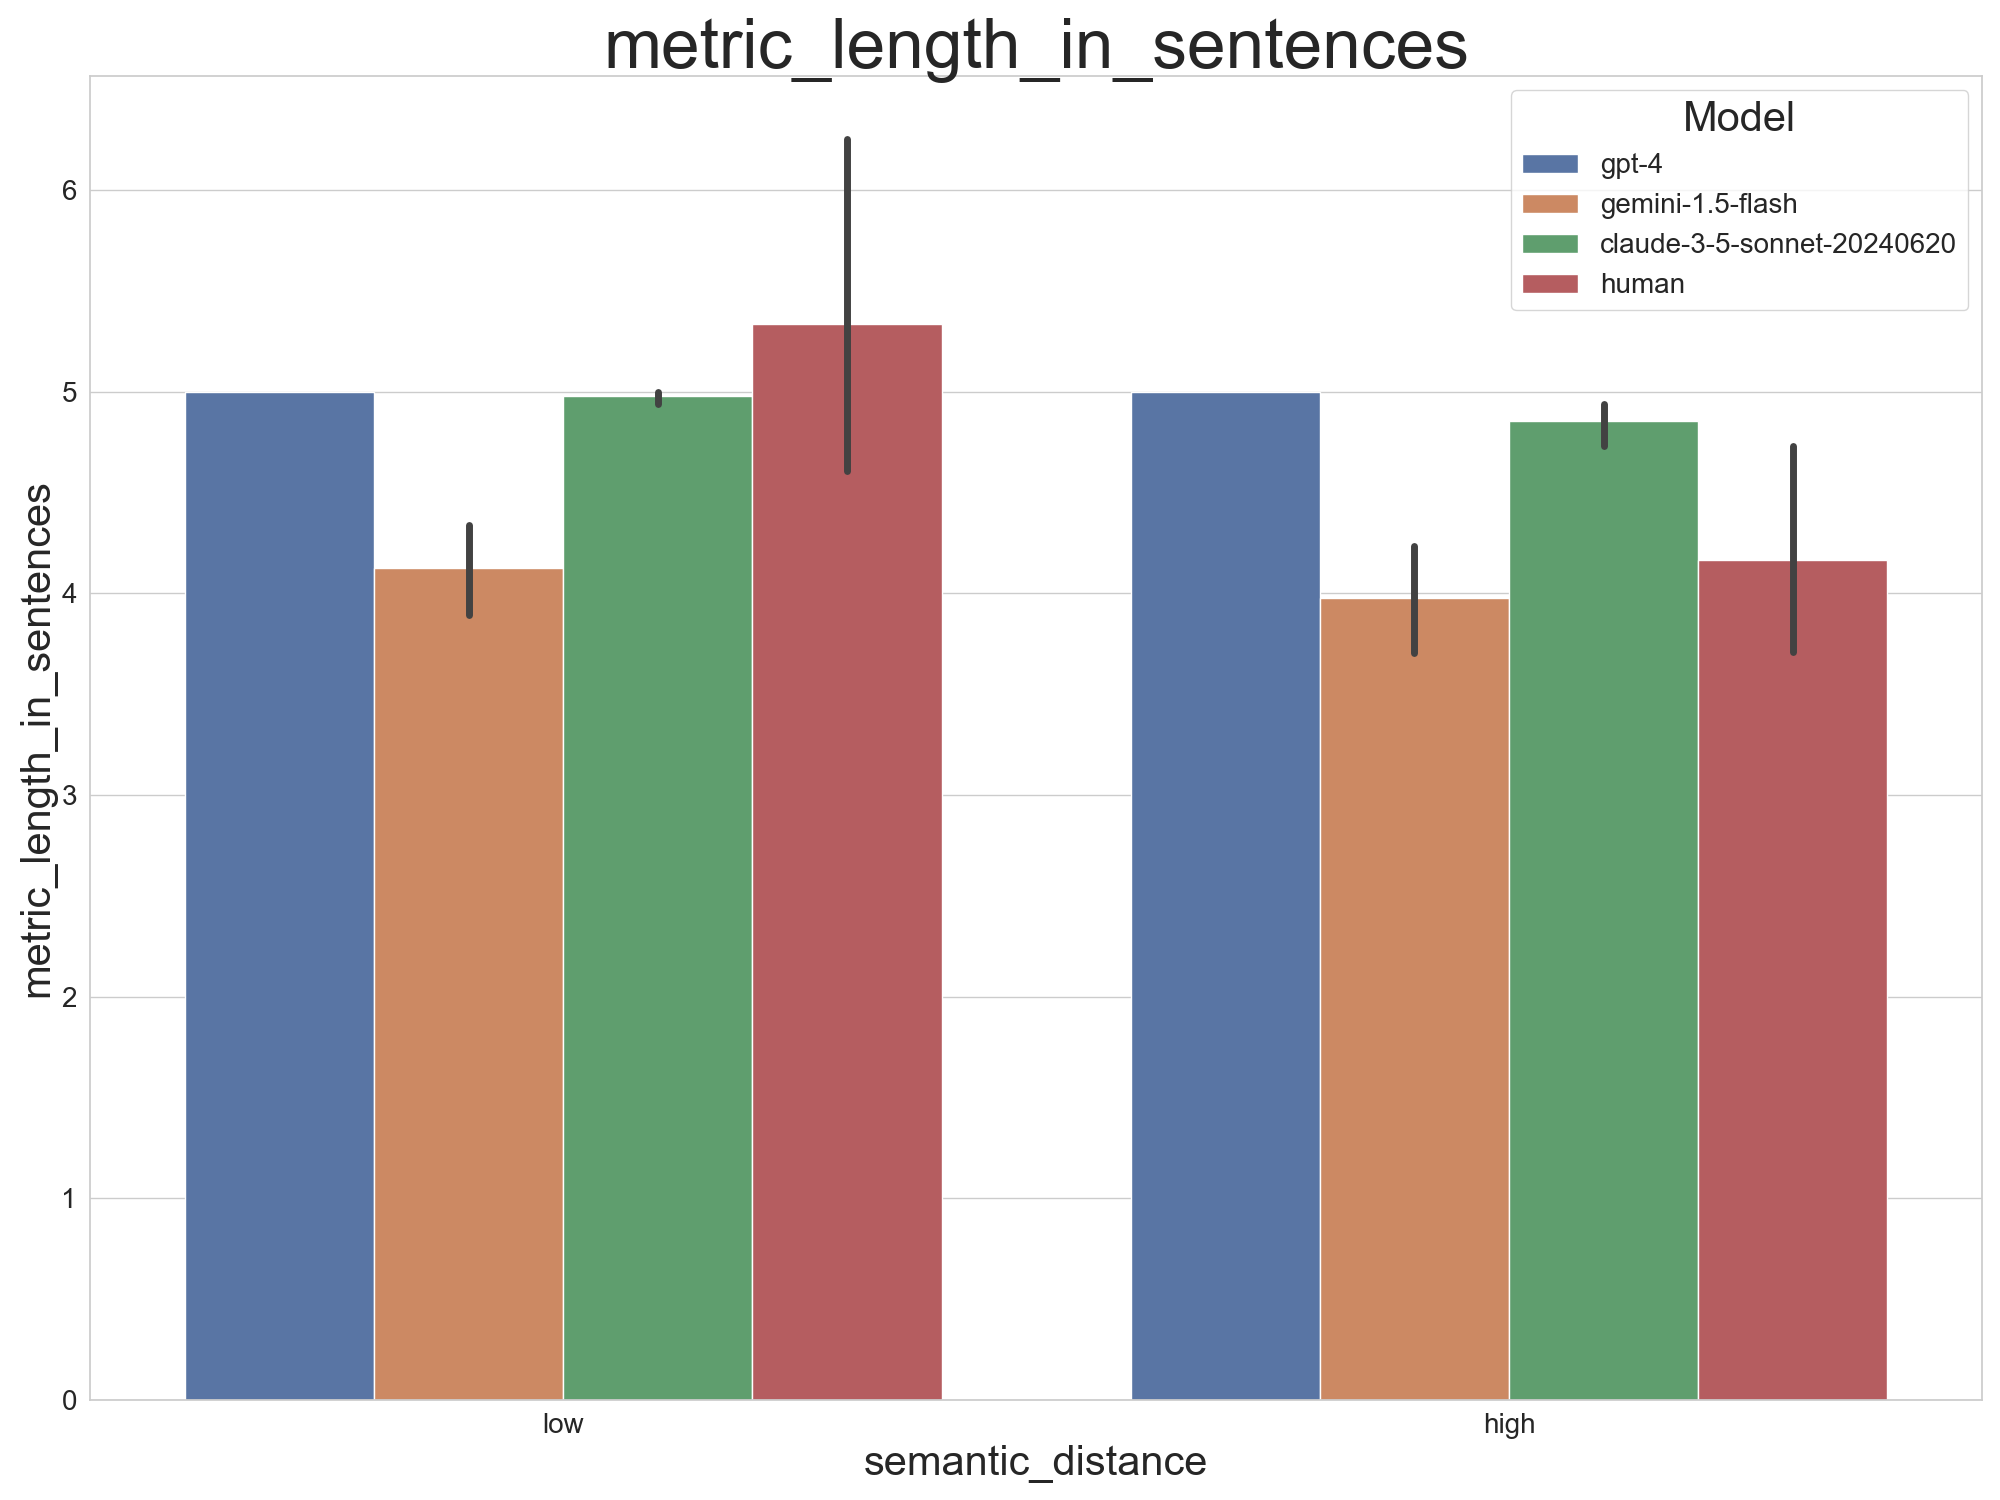 metric_length_in_sentences
Model
gpt-4
gemini-1.5-flash
claude-3-5-sonnet-20240620
human
metric_length_in_sentences
6
5
4
3
2
1
0
low
high
semantic_distance